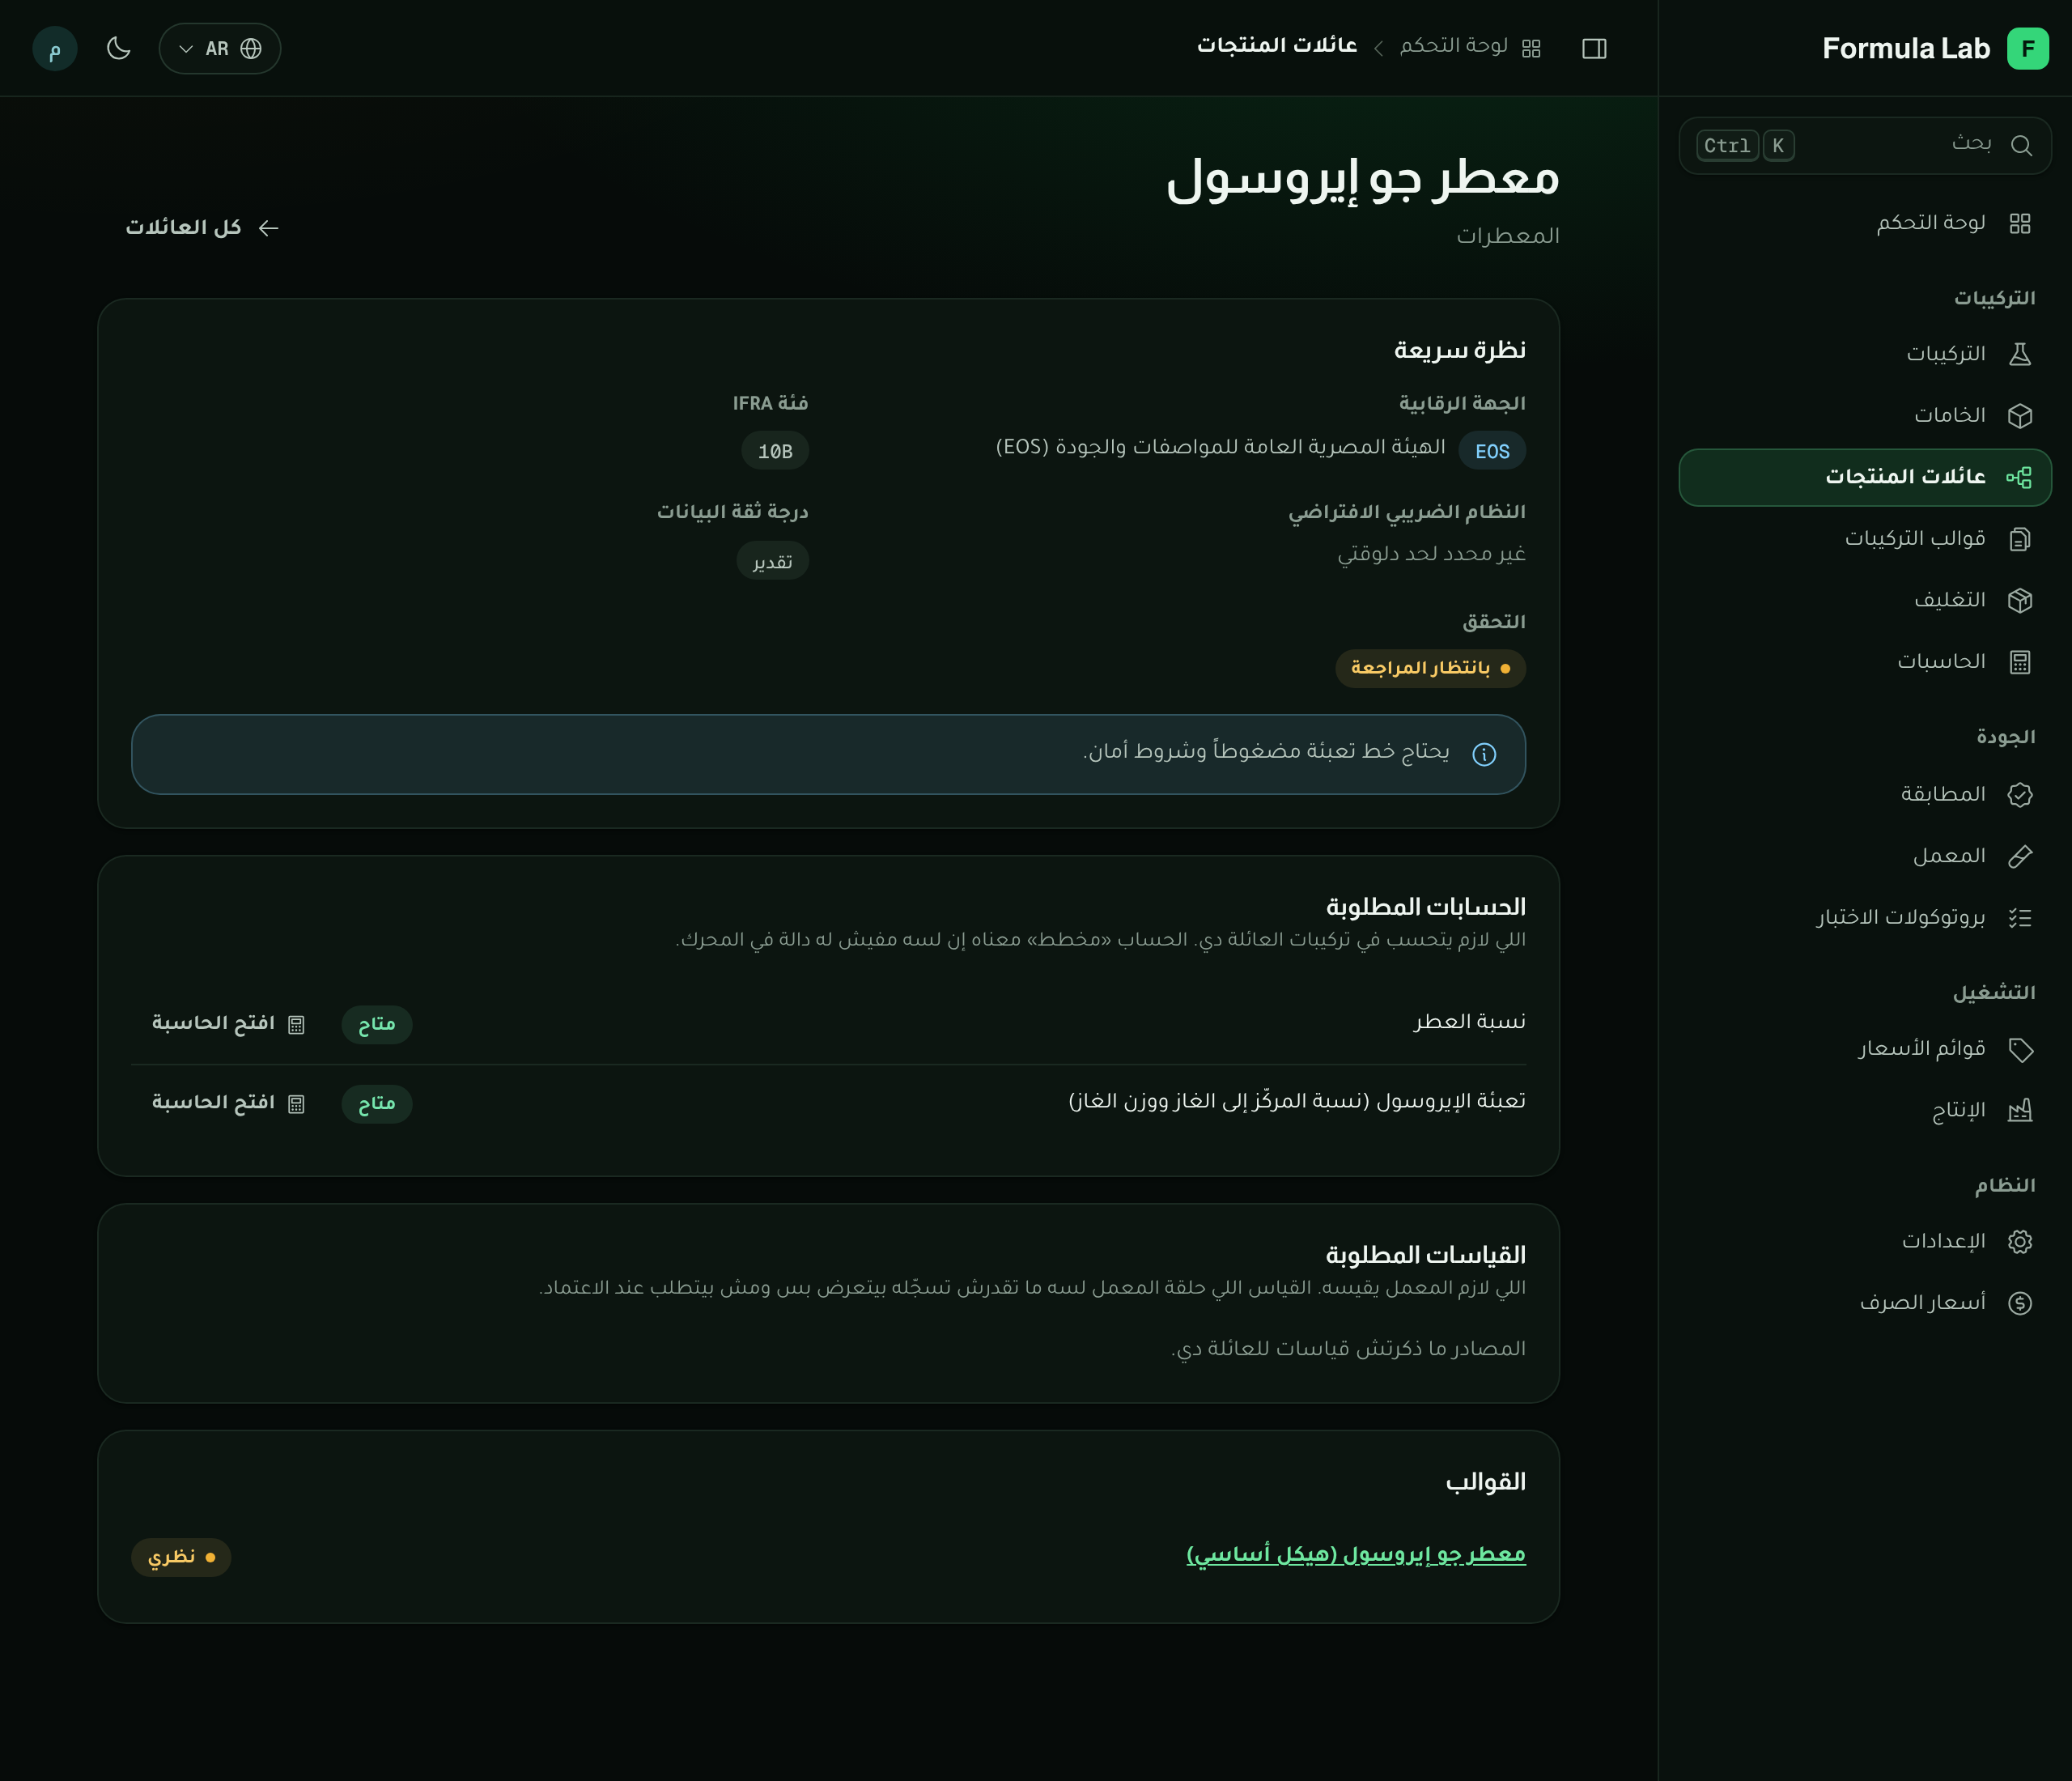 Formula Lab
F
بحث
Ctrl K
لوحة التحكم
التركيبات
التركيبات
الخامات
عائلات المنتجات
قوالب التركيبات
التغليف
الحاسبات
الجودة
المطابقة
المعمل
بروتوكولات الاختبار
التشغيل
قوائم الأسعار
الإنتاج
النظام
الإعدادات
أسعار الصرف
لوحة التحكم
عائلات المنتجات
AR
م
معطر جو إيروسول
المعطرات
كل العائلات
نظرة سريعة
الجهة الرقابية
EOS الهيئة المصرية العامة للمواصفات والجودة (EOS)
فئة IFRA
10B
النظام الضريبي الافتراضي
غير محدد لحد دلوقتي
درجة ثقة البيانات
تقدير
التحقق
بانتظار المراجعة
يحتاج خط تعبئة مضغوطاً وشروط أمان.
الحسابات المطلوبة
اللي لازم يتحسب في تركيبات العائلة دي. الحساب «مخطط» معناه إن لسه مفيش له دالة في المحرك.
نسبة العطر متاح افتح الحاسبة
تعبئة الإيروسول (نسبة المركّز إلى الغاز ووزن الغاز) متاح افتح الحاسبة
القياسات المطلوبة
اللي لازم المعمل يقيسه. القياس اللي حلقة المعمل لسه ما تقدرش تسجّله بيتعرض بس ومش بيتطلب عند الاعتماد.
المصادر ما ذكرتش قياسات للعائلة دي.
القوالب
معطر جو إيروسول (هيكل أساسي) نظري